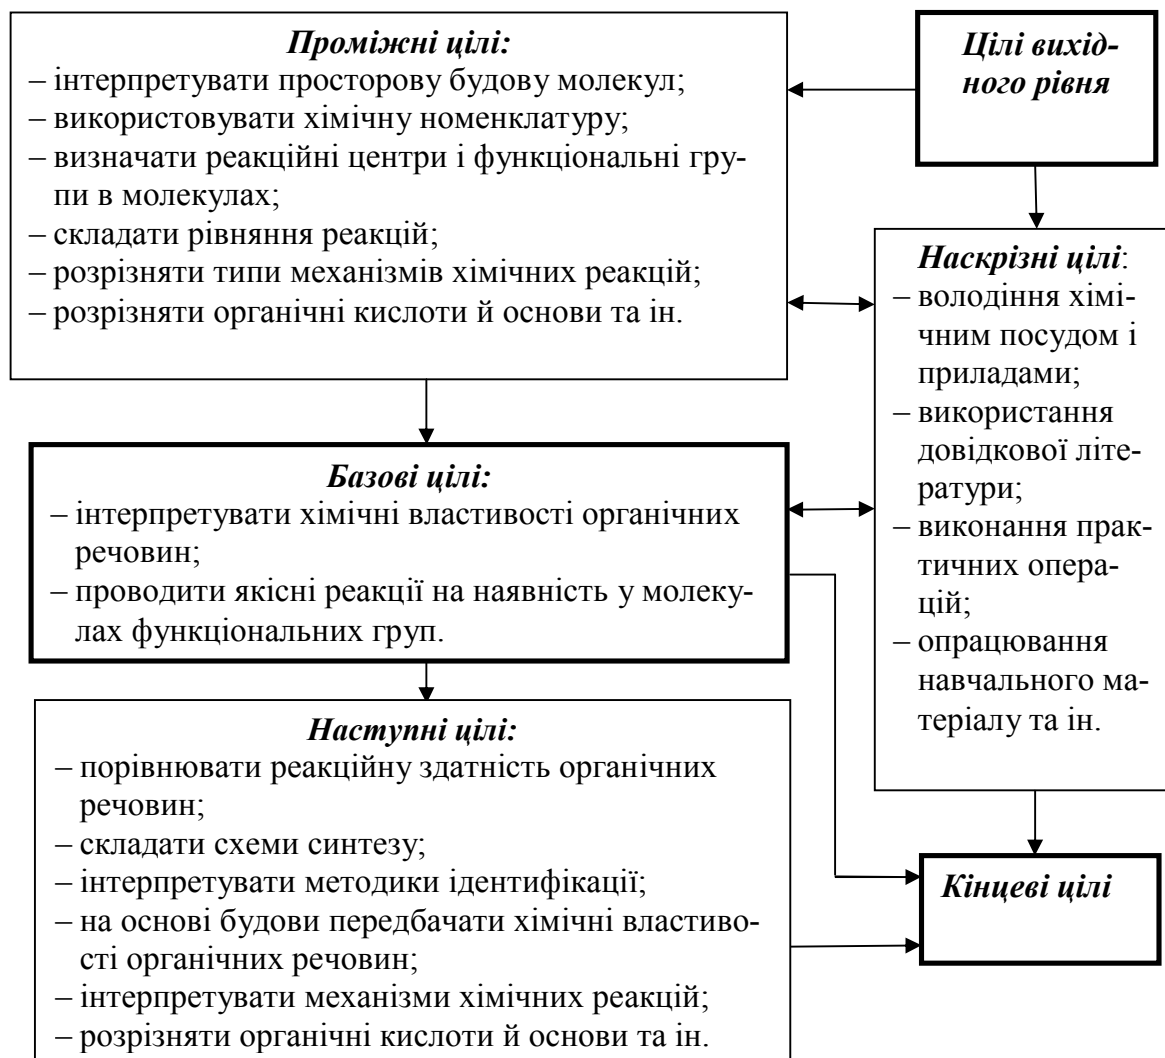 Проміжні цілі:
– інтерпретувати просторову будову молекул;
– використовувати хімічну номенклатуру;
– визначати реакційні центри і функціональні гру-
пи в молекулах;
– складати рівняння реакцій;
– розрізняти типи механізмів хімічних реакцій;
– розрізняти органічні кислоти й основи та ін.
Цілі вихід-
ного рівня
Наскрізні цілі:
– володіння хімі-
чним посудом і
приладами;
– використання
довідкової літе-
ратури;
– виконання прак-
тичних опера-
цій;
– опрацювання
навчального ма-
теріалу та ін.
Базові цілі:
– інтерпретувати хімічні властивості органічних
речовин;
– проводити якісні реакції на наявність у молеку-
лах функціональних груп.
Наступні цілі:
– порівнювати реакційну здатність органічних
речовин;
– складати схеми синтезу;
– інтерпретувати методики ідентифікації;
– на основі будови передбачати хімічні властиво-
сті органічних речовин;
– інтерпретувати механізми хімічних реакцій;
– розрізняти органічні кислоти й основи та ін.
Кінцеві цілі